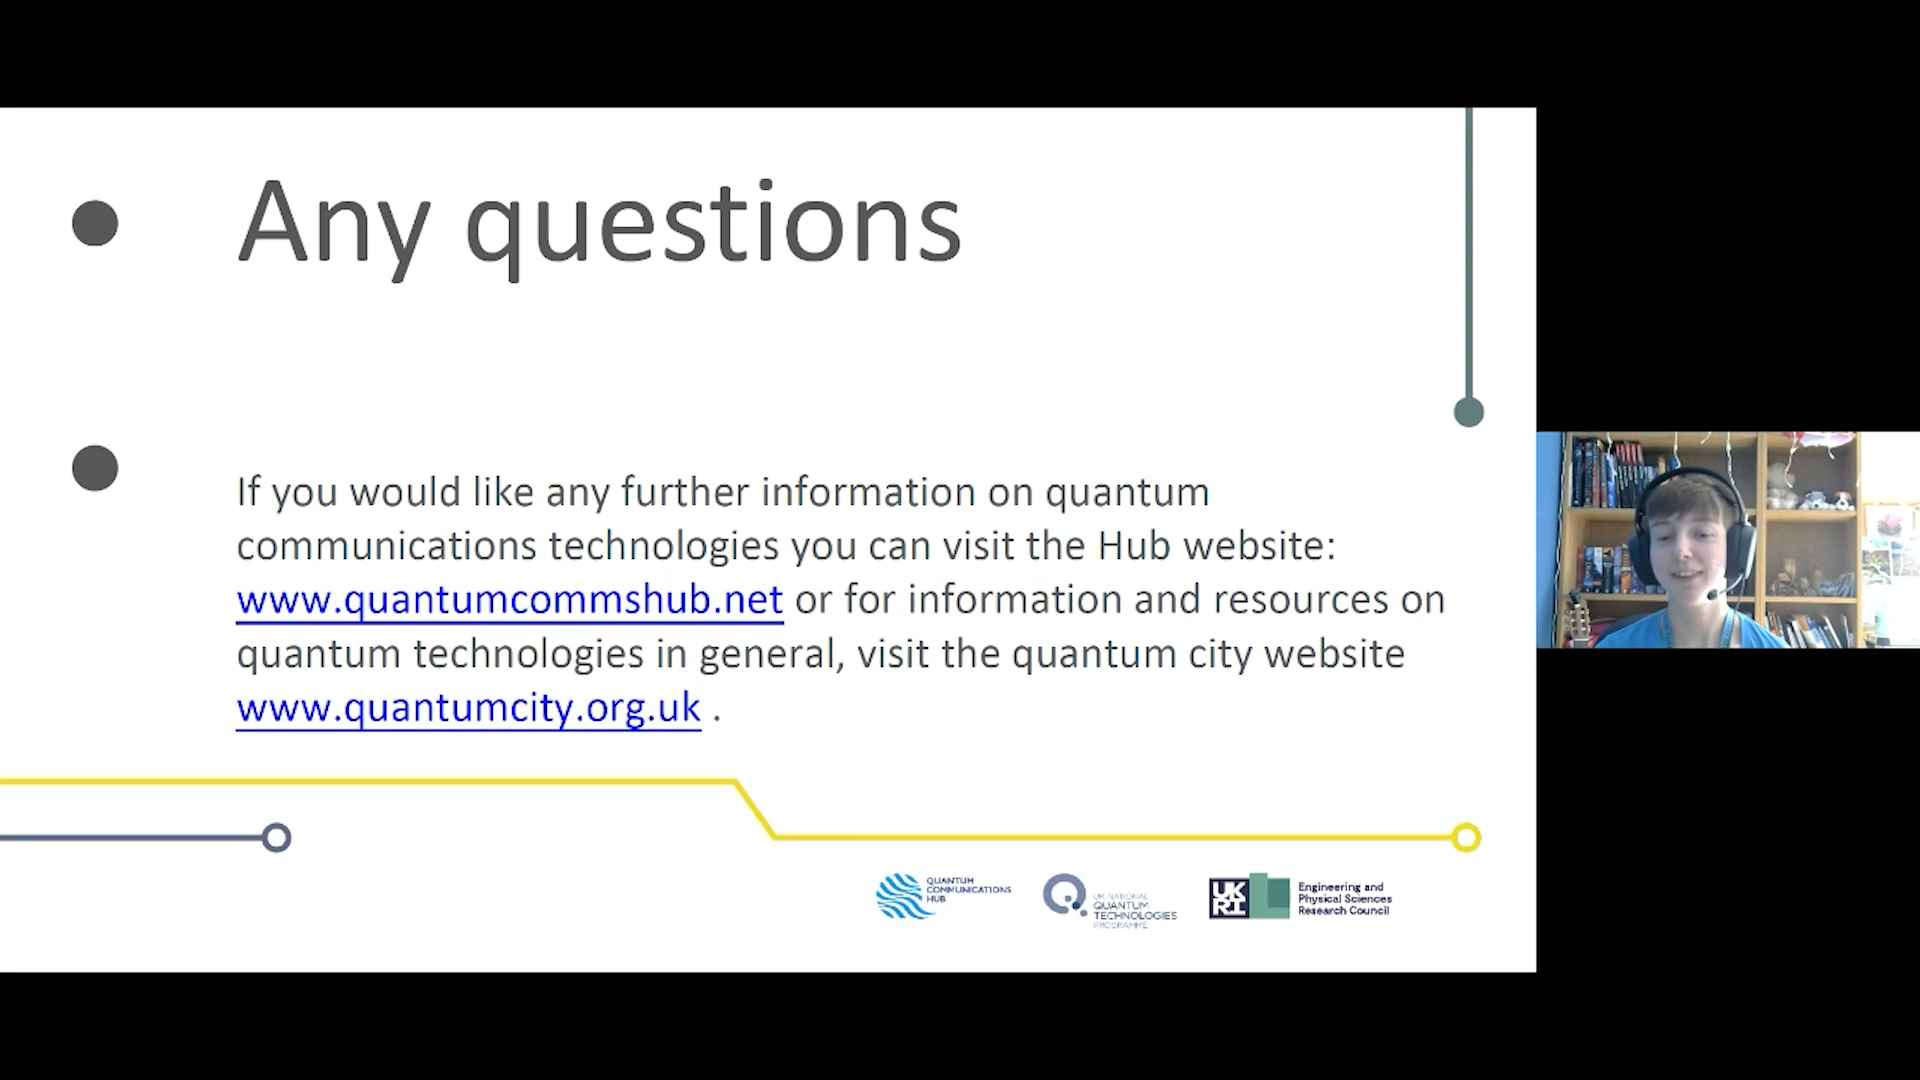 Any questions
If you would like any further information on quantum
communications technologies you can visit the Hub website:
www.quantumcommshub.net or for information and resources on
quantum technologies in general, visit the quantum city website
www.quantumcity.org.uk .
QUANTUM
COMMUNICATIONS
HUB
UK NATIONAL
QUANTUM
TECHNOLOGIES
PROGRAMME
UK
RI
Engineering and
Physical Sciences
Research Council